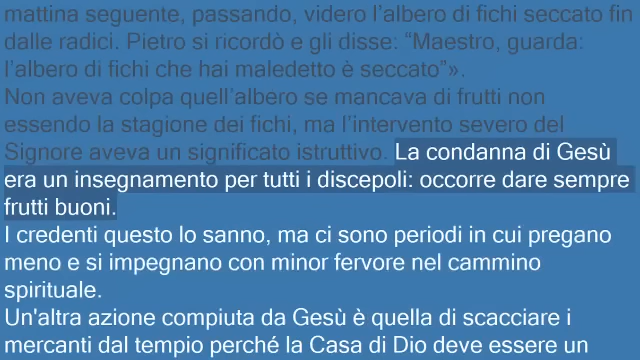 mattina seguente, passando, videro l’albero di fichi seccato fin
dalle radici. Pietro si ricordò e gli disse: “Maestro, guarda:
l’albero di fichi che hai maledetto è seccato”».
Non aveva colpa quell’albero se mancava di frutti non
essendo la stagione dei fichi, ma l’intervento severo del
Signore aveva un significato istruttivo. La condanna di Gesù
era un insegnamento per tutti i discepoli: occorre dare sempre
frutti buoni.
I credenti questo lo sanno, ma ci sono periodi in cui pregano
meno e si impegnano con minor fervore nel cammino
spirituale.
Un'altra azione compiuta da Gesù è quella di scacciare i
mercanti dal tempio perché la Casa di Dio deve essere un